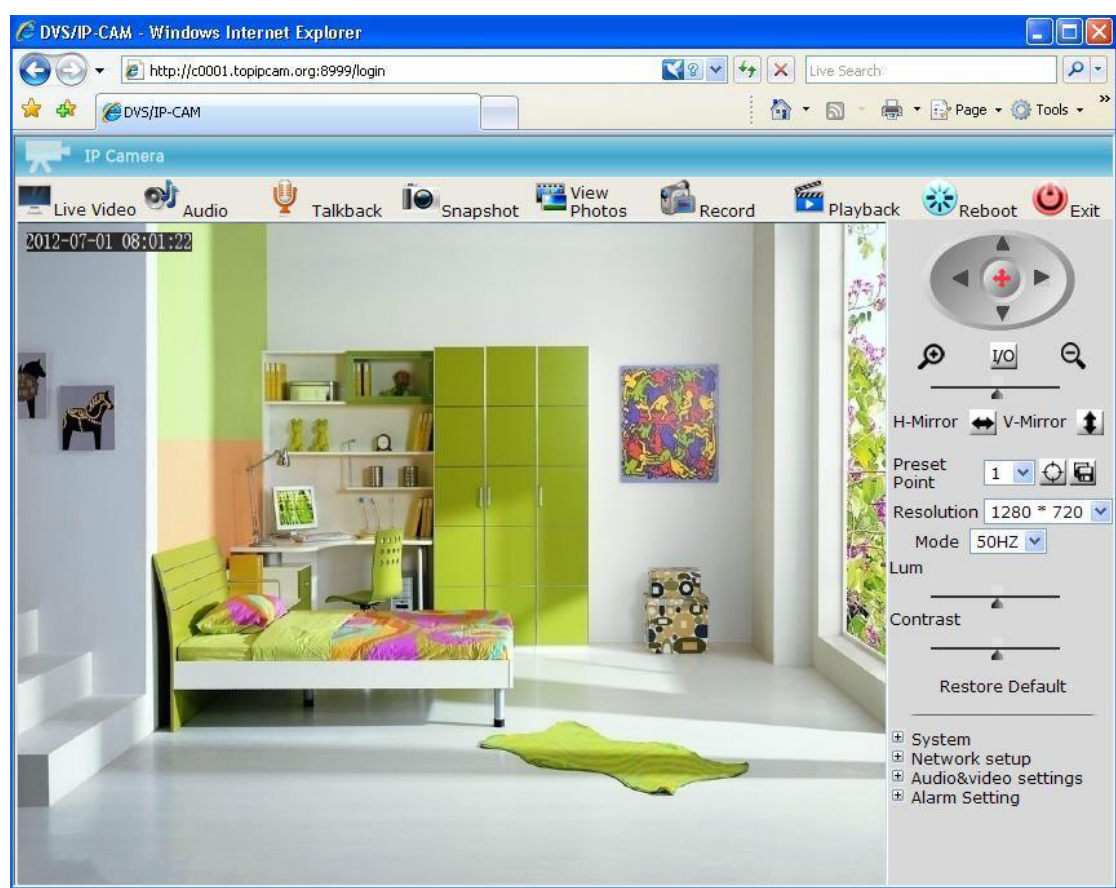 DVS/IP-CAM - Windows Internet Explorer
http://c0001.topipcam.org:8999/login
Live Search
DVS/IP-CAM
Page
Tools
»
IP Camera
Live Video Audio Talkback Snapshot View Photos Record Playback Reboot Exit
2012-07-01 08:01:22
I/O
H-Mirror V-Mirror
Preset Point 1
Resolution 1280 * 720
Mode 50HZ
Lum
Contrast
Restore Default
System
Network setup
Audio&video settings
Alarm Setting